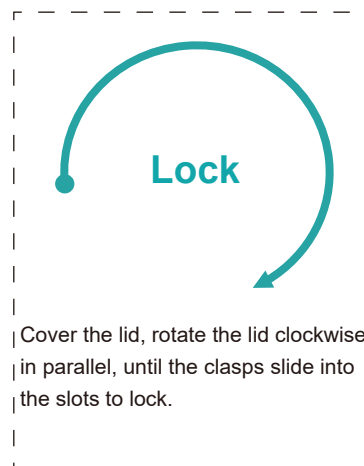 Lock
Cover the lid, rotate the lid clockwise
in parallel, until the clasps slide into
the slots to lock.